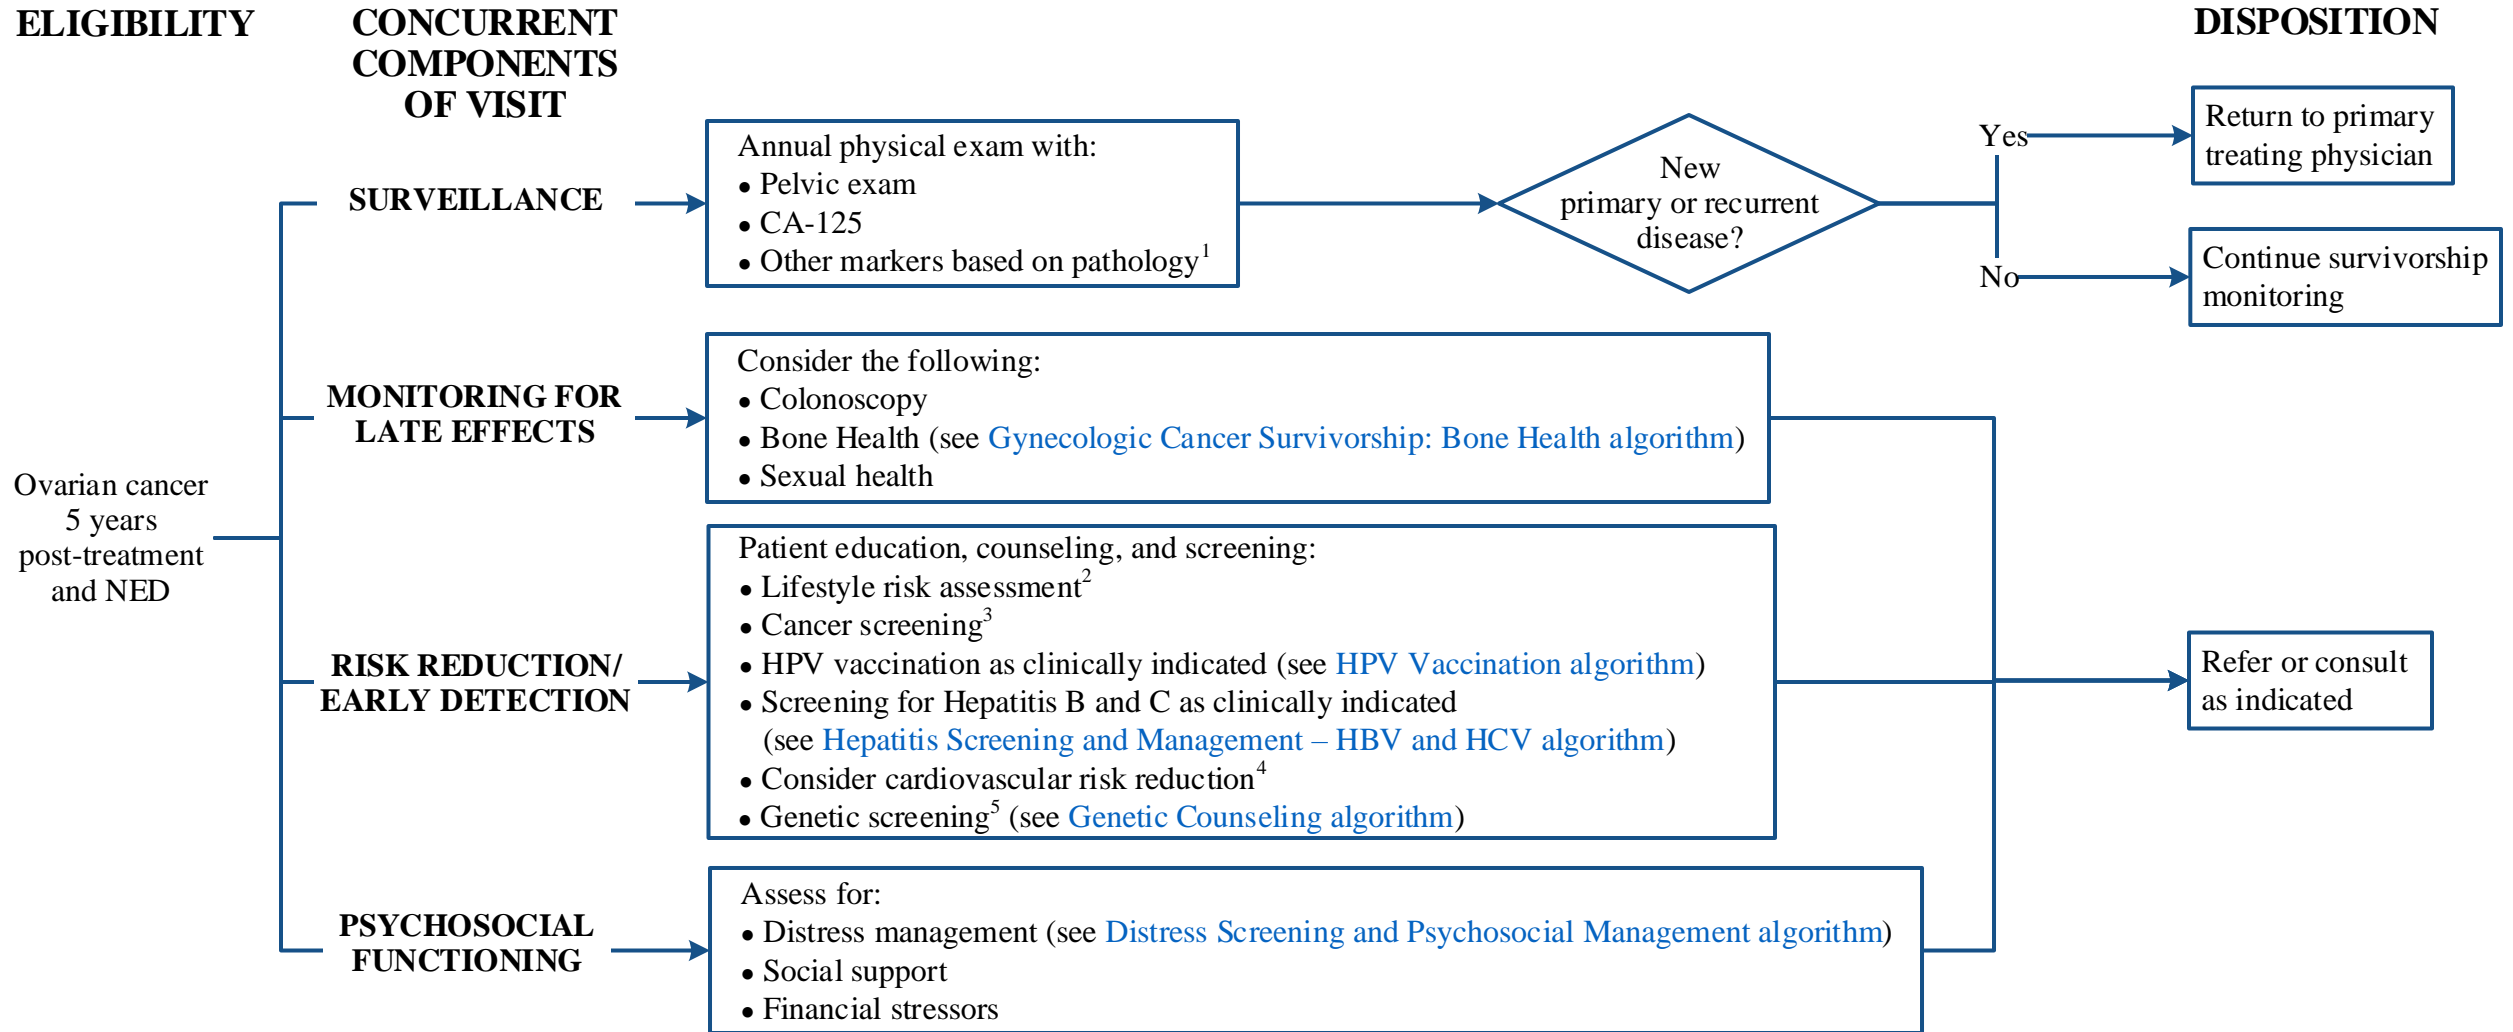 ELIGIBILITY
CONCURRENT
COMPONENTS
OF VISIT
DISPOSITION
Ovarian cancer
5 years
post-treatment
and NED
SURVEILLANCE
Annual physical exam with:
● Pelvic exam
● CA-125
● Other markers based on pathology¹
New
primary or recurrent
disease?
Yes
Return to primary
treating physician
No
Continue survivorship
monitoring
MONITORING FOR
LATE EFFECTS
Consider the following:
● Colonoscopy
● Bone Health (see Gynecologic Cancer Survivorship: Bone Health algorithm)
● Sexual health
RISK REDUCTION/
EARLY DETECTION
Patient education, counseling, and screening:
● Lifestyle risk assessment²
● Cancer screening³
● HPV vaccination as clinically indicated (see HPV Vaccination algorithm)
● Screening for Hepatitis B and C as clinically indicated
(see Hepatitis Screening and Management – HBV and HCV algorithm)
● Consider cardiovascular risk reduction⁴
● Genetic screening⁵ (see Genetic Counseling algorithm)
Refer or consult
as indicated
PSYCHOSOCIAL
FUNCTIONING
Assess for:
● Distress management (see Distress Screening and Psychosocial Management algorithm)
● Social support
● Financial stressors